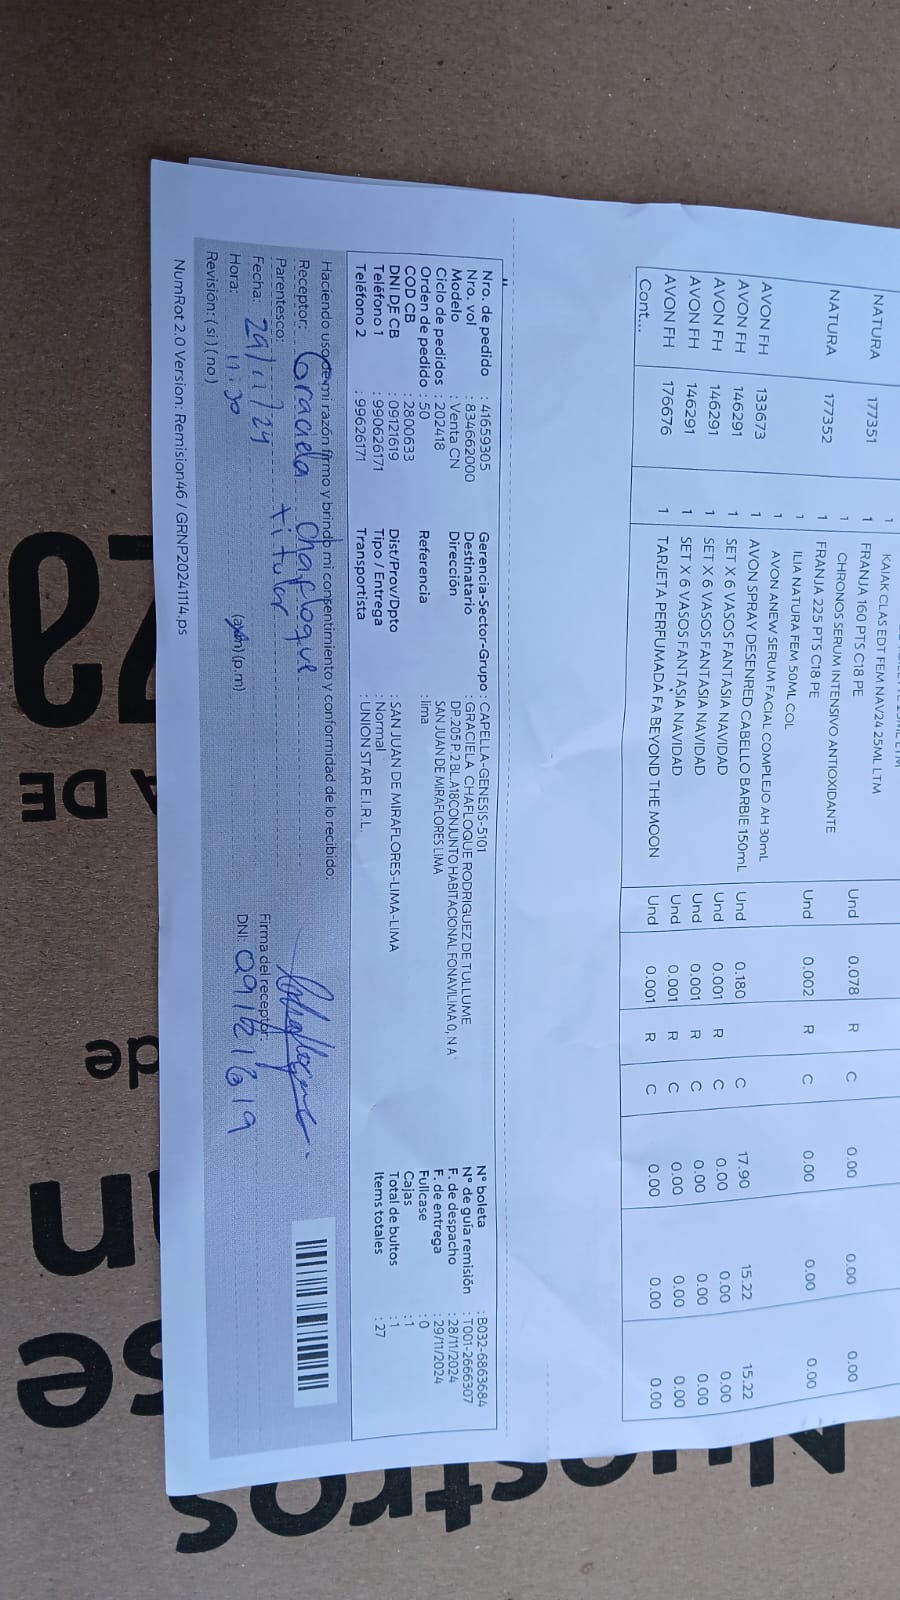 KAIAK CLAS EDT FEM NAV24 25ML LTM
NATURA 177351 1 FRANJA 160 PTS C18 PE Und 0.078 R C 0.00 0.00 0.00
1 CHRONOS SERUM INTENSIVO ANTIOXIDANTE
NATURA 177352 1 FRANJA 225 PTS C18 PE Und 0.002 R C 0.00 0.00 0.00
1 ILIA NATURA FEM 50ML COL
1 AVON ANEW SERUM FACIAL COMPLEJO AH 30mL
AVON FH 133673 1 AVON SPRAY DESENRED CABELLO BARBIE 150mL Und 0.180 C 17.90 15.22 15.22
AVON FH 146291 1 SET X 6 VASOS FANTASIA NAVIDAD Und 0.001 R C 0.00 0.00 0.00
AVON FH 146291 1 SET X 6 VASOS FANTASIA NAVIDAD Und 0.001 R C 0.00 0.00 0.00
AVON FH 146291 1 SET X 6 VASOS FANTASIA NAVIDAD Und 0.001 R C 0.00 0.00 0.00
AVON FH 176676 1 TARJETA PERFUMADA FA BEYOND THE MOON Und 0.001 R C 0.00 0.00 0.00
Cont...
Nro. de pedido : 41659305 Gerencia-Sector-Grupo : CAPELLA-GENESIS-5101 N° boleta : B032-6863684
Nro. vol : 834662000 Destinatario : GRACIELA CHAFLOQUE RODRIGUEZ DE TULLUME N° de guía remisión : T001-2666307
Modelo : Venta CN Dirección DP.205 P.2 BL.A18CONJUNTO HABITACIONAL FONAVILIMA 0, N A F. de despacho : 28/11/2024
Ciclo de pedidos : 202418 SAN JUAN DE MIRAFLORES LIMA F. de entrega : 29/11/2024
Orden de pedido : 50 Referencia : lima Fullcase : 0
COD CB : 2800633 Cajas : 1
DNI DE CB : 09121619 Dist/Prov/Dpto : SAN JUAN DE MIRAFLORES-LIMA-LIMA Total de bultos : 1
Teléfono 1 : 990626171 Tipo / Entrega : Normal Items totales : 27
Teléfono 2 : 99626171 Transportista : UNION STAR E.I.R.L.
Haciendo uso de mi razón firmo y brindo mi consentimiento y conformidad de lo recibido:
Receptor: Graciela Chafloque
Parentesco: titular
Firma del receptor:
Fecha: 29/11/24
DNI: 09121619
Hora: 11:30 (a.m) (p.m)
Revisión: (si) (no)
NumRot 2.0 Version: Remision46 / GRNP20241114.ps
A DE
de
Nuestros